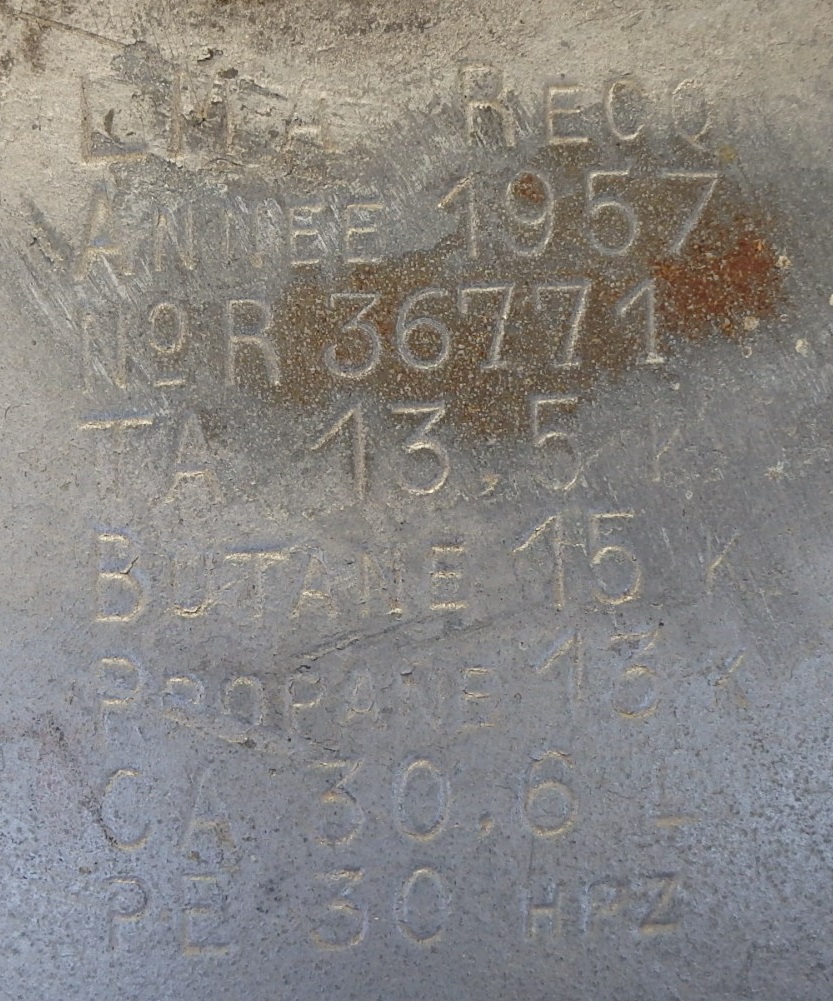 RECQ
ANNEE 1957
Nº R 36771
TA 13,5 K
BUTANE 15 K
PROPANE 13 K
CA 30,6 L
PE 30 HPZ